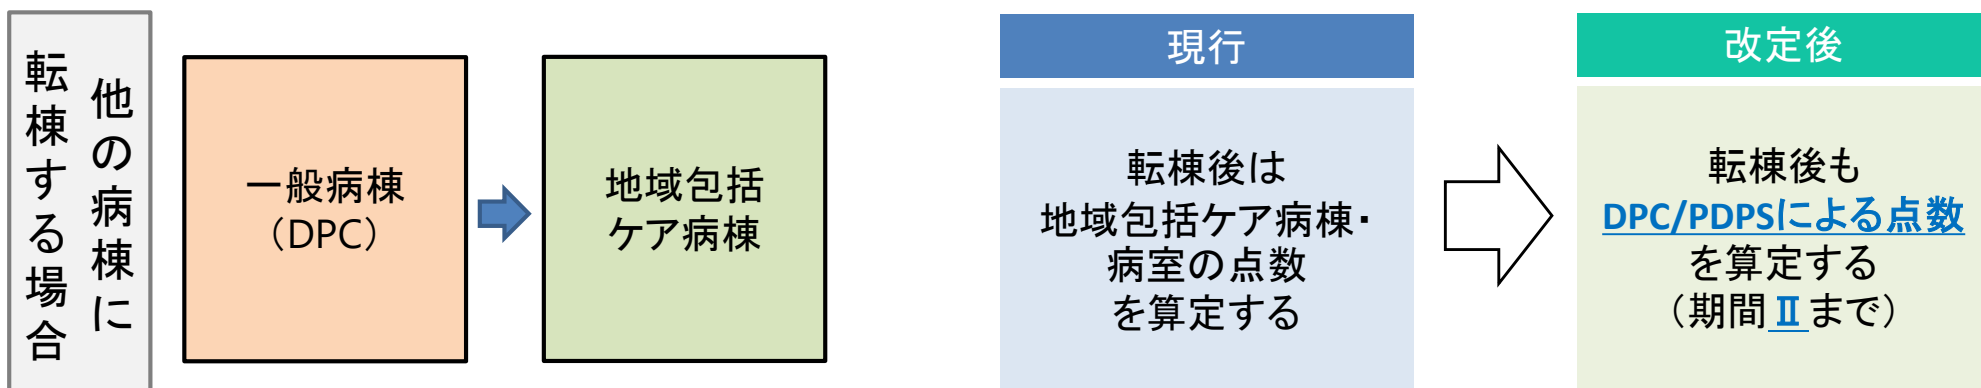 他の病棟に
転棟する場合
一般病棟
（DPC）
地域包括
ケア病棟
現行
転棟後は
地域包括ケア病棟・
病室の点数
を算定する
改定後
転棟後も
DPC/PDPSによる点数
を算定する
（期間Ⅱまで）